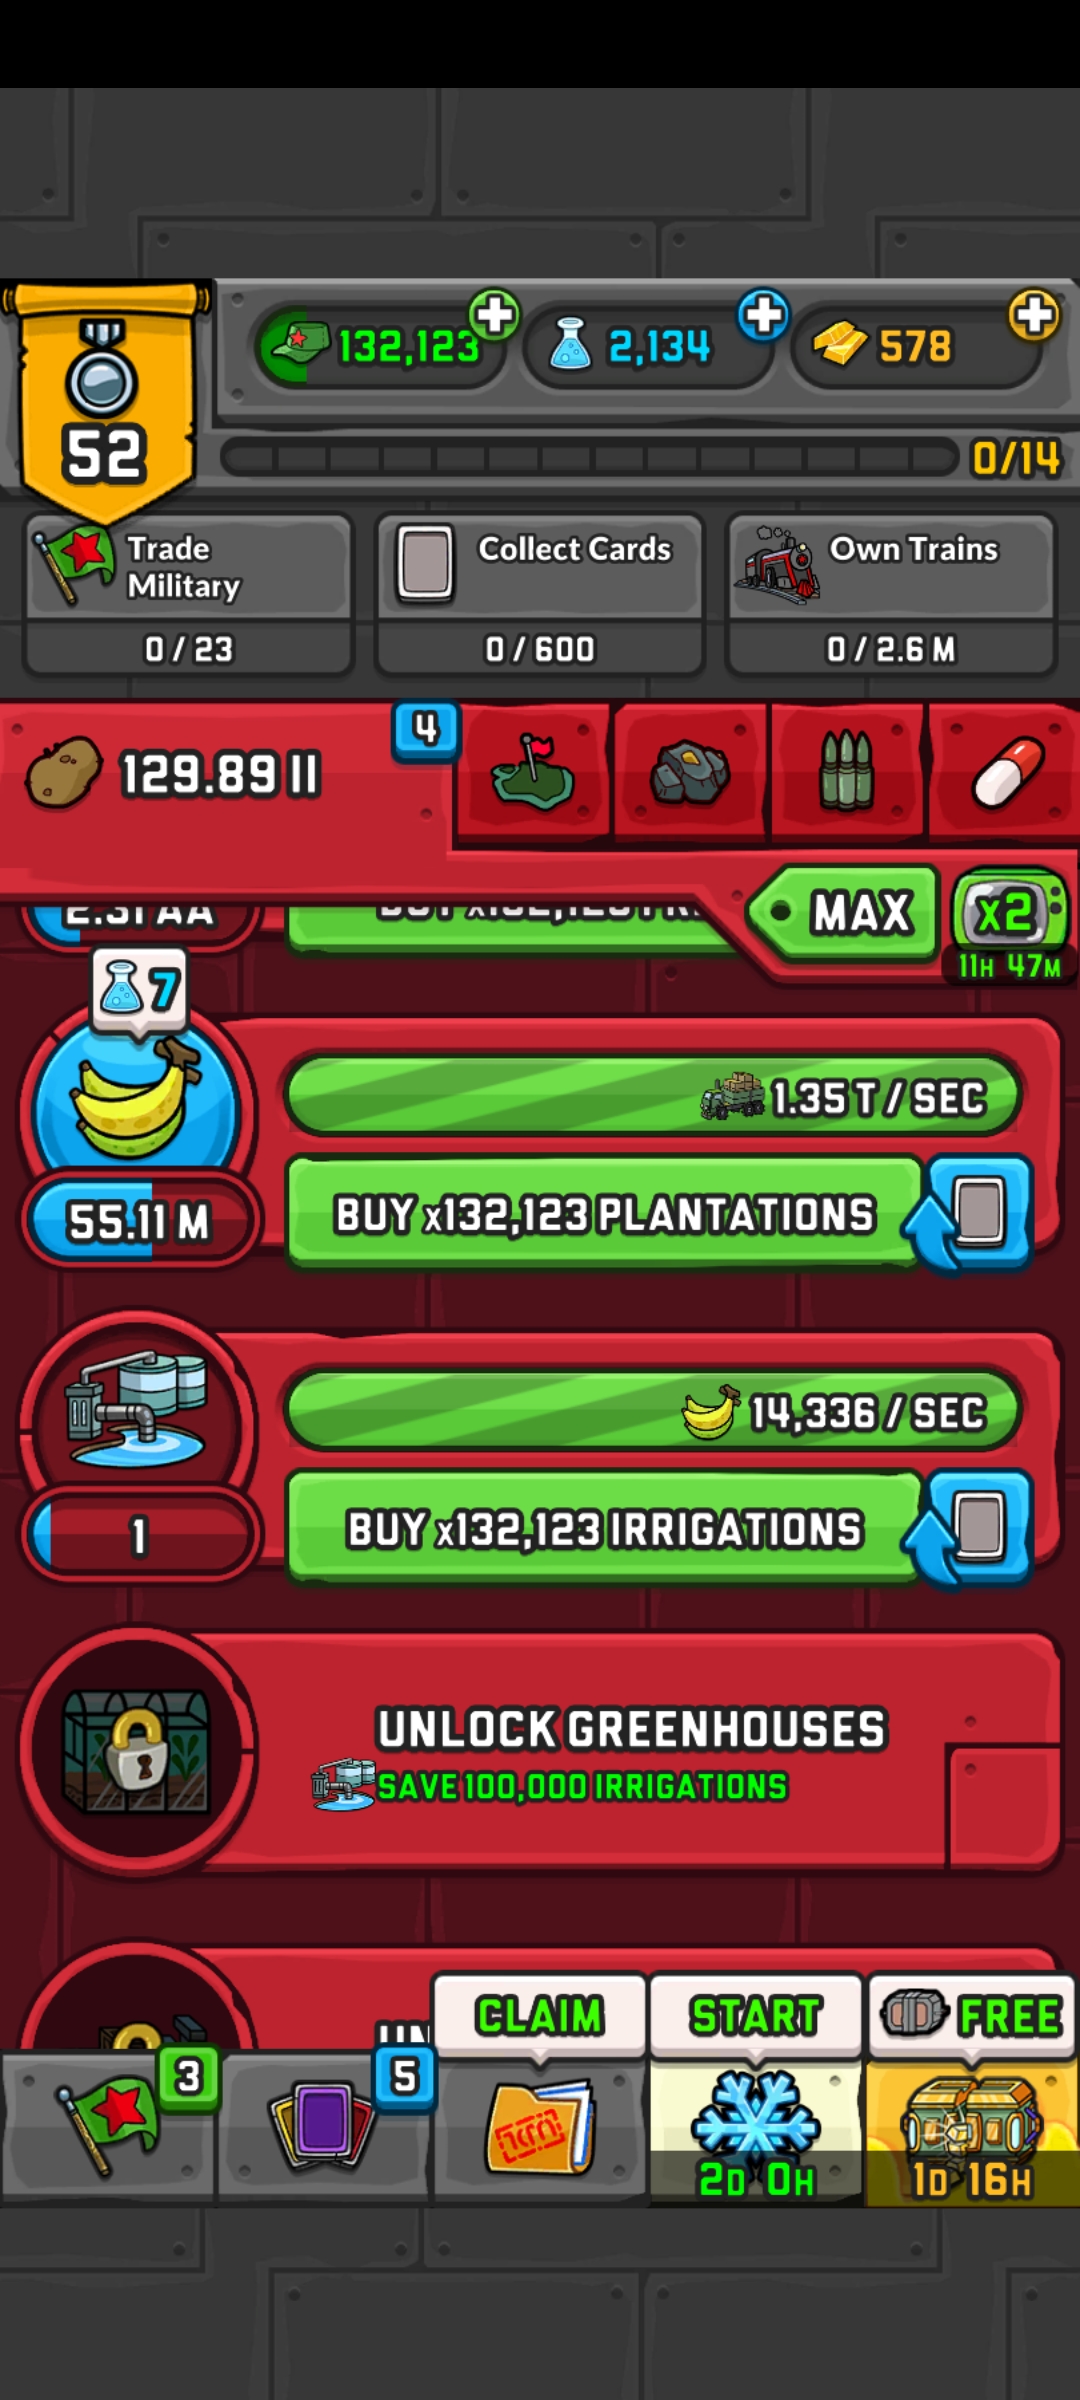 132,123
2,134
578
52
0/14
Trade
Military
Collect Cards
Own Trains
0 / 23
0 / 600
0 / 2.6 M
129.89 II
4
MAX
x2
11H 47M
2.31 AA
7
1.35 T / SEC
55.11 M
BUY x132,123 PLANTATIONS
14,336 / SEC
1
BUY x132,123 IRRIGATIONS
UNLOCK GREENHOUSES
SAVE 100,000 IRRIGATIONS
CLAIM
START
FREE
3
5
2D 0H
1D 16H